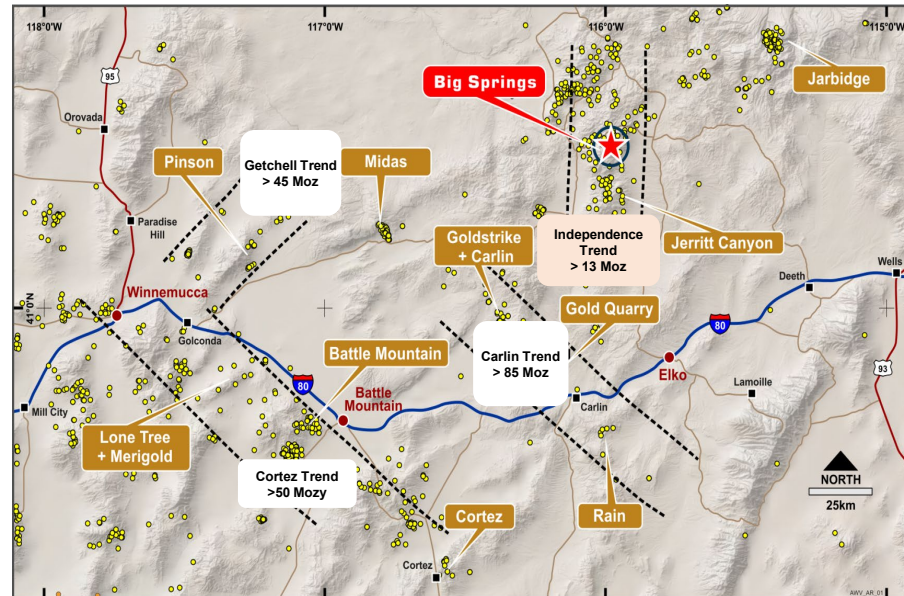 118°0'W
117°0'W
116°0'W
115°0'W
95
Orovada
Big Springs
Jarbidge
Pinson
Getchell Trend
> 45 Moz
Midas
Paradise
Hill
Goldstrike
+ Carlin
Independence
Trend
> 13 Moz
Jerritt Canyon
Wells
Deeth
41°0'N
Winnemucca
Golconda
Gold Quarry
80
Carlin Trend
> 85 Moz
Battle Mountain
80
Elko
93
Lamoille
Mill City
Battle
Mountain
Carlin
Lone Tree
+ Merigold
Cortez Trend
>50 Mozy
NORTH
25km
Cortez
Rain
Cortez
AWV_AR_01